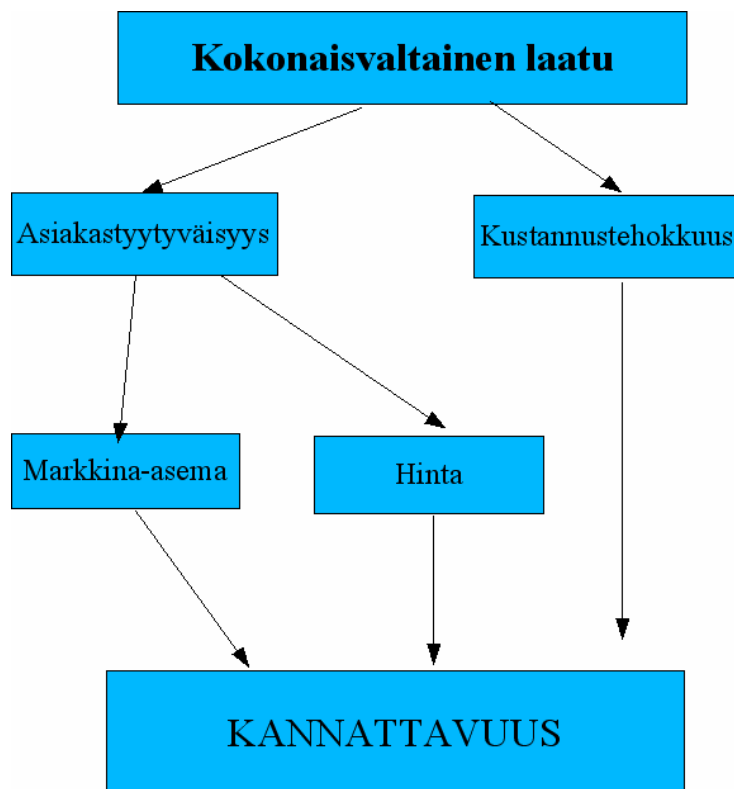 Kokonaisvaltainen laatu
Asiakastyytyväisyys
Kustannustehokkuus
Markkina-asema
Hinta
KANNATTAVUUS